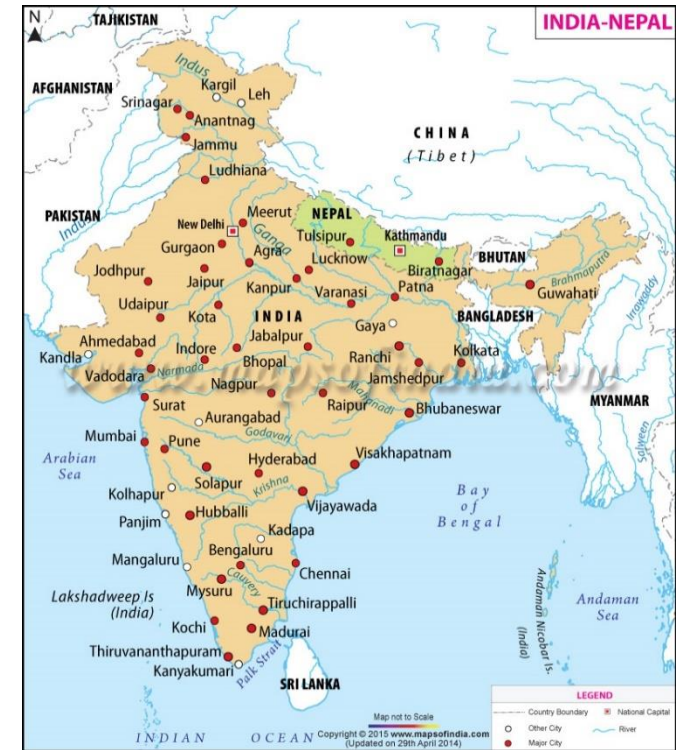 N
TAJIKISTAN
INDIA-NEPAL
AFGHANISTAN
Indus
Kargil
Leh
Srinagar
Anantnag
CHINA
(Tibet)
Jammu
Ludhiana
PAKISTAN
Indus
New Delhi
Meerut
NEPAL
Ganga
Tulsipur
Kathmandu
Gurgaon
Agra
Lucknow
BHUTAN
Jodhpur
Jaipur
Kanpur
Biratnagar
Patna
Brahmaputra
Guwahati
Irrawaddy
Udaipur
Kota
INDIA
Varanasi
Gaya
BANGLADESH
Ahmedabad
Kandla
Indore
Jabalpur
Bhopal
Ranchi
Kolkata
Vadodara
Narmada
Jamshedpur
www.mapsofindia.com
Nagpur
Raipur
Mahanadi
Bhubaneswar
MYANMAR
Salween
Surat
Aurangabad
Godavari
Mumbai
Pune
Arabian
Sea
Hyderabad
Visakhapatnam
Solapur
Krishna
Kolhapur
Vijayawada
Bay
of
Bengal
Panjim
Hubballi
Kadapa
Bengaluru
Mangaluru
Chennai
Cauvery
Mysuru
Lakshadweep Is
(India)
Tiruchirappalli
Andaman Nicobar Is.
(India)
Andaman
Sea
Kochi
Madurai
Thiruvananthapuram
Kanyakumari
Palk Strait
SRI LANKA
INDIAN OCEAN
Map not to Scale
Copyright © 2015 www.mapsofindia.com
(Updated on 29th April 2014)
LEGEND
Country Boundary
National Capital
Other City
River
Major City